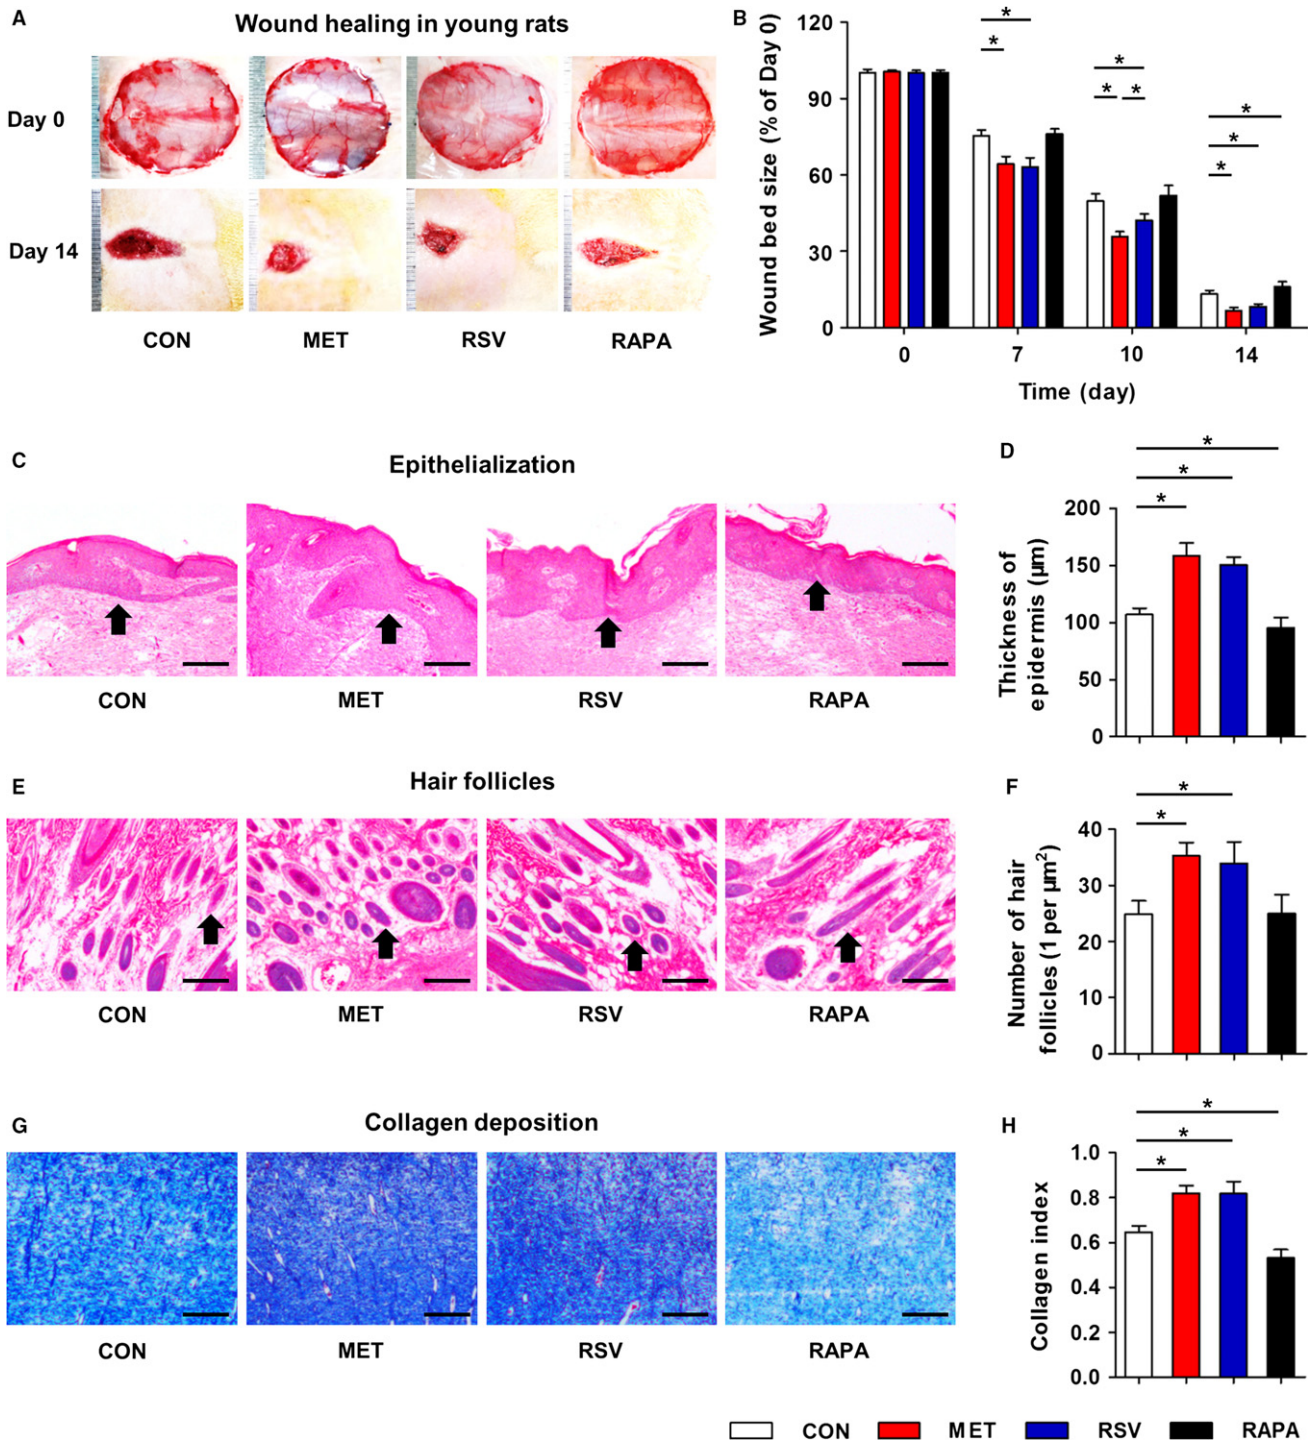 A
Wound healing in young rats
Day 0
Day 14
CON MET RSV RAPA
B
Wound bed size (% of Day 0)
120
90
60
30
0
* *
* * *
* * *
0 7 10 14
Time (day)
C
Epithelialization
CON MET RSV RAPA
D
Thickness of
epidermis (µm)
200
150
100
50
0
*
*
*
E
Hair follicles
CON MET RSV RAPA
F
Number of hair
follicles (1 per µm²)
40
30
20
10
0
*
*
G
Collagen deposition
CON MET RSV RAPA
H
Collagen index
1.0
0.8
0.6
0.4
0.2
0.0
*
*
*
CON MET RSV RAPA